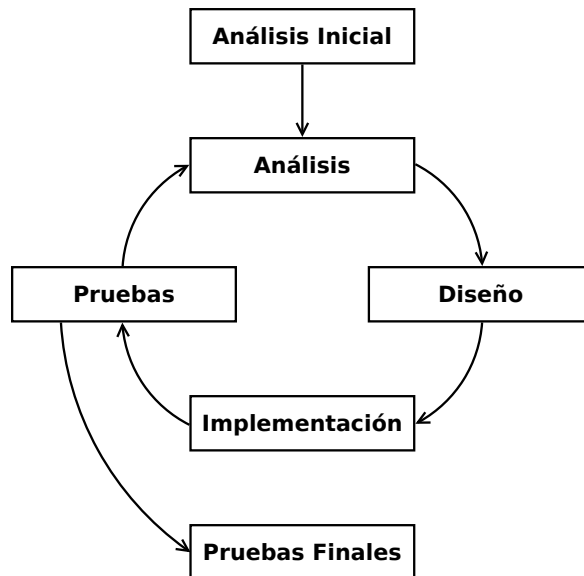 Análisis Inicial
Análisis
Pruebas
Diseño
Implementación
Pruebas Finales